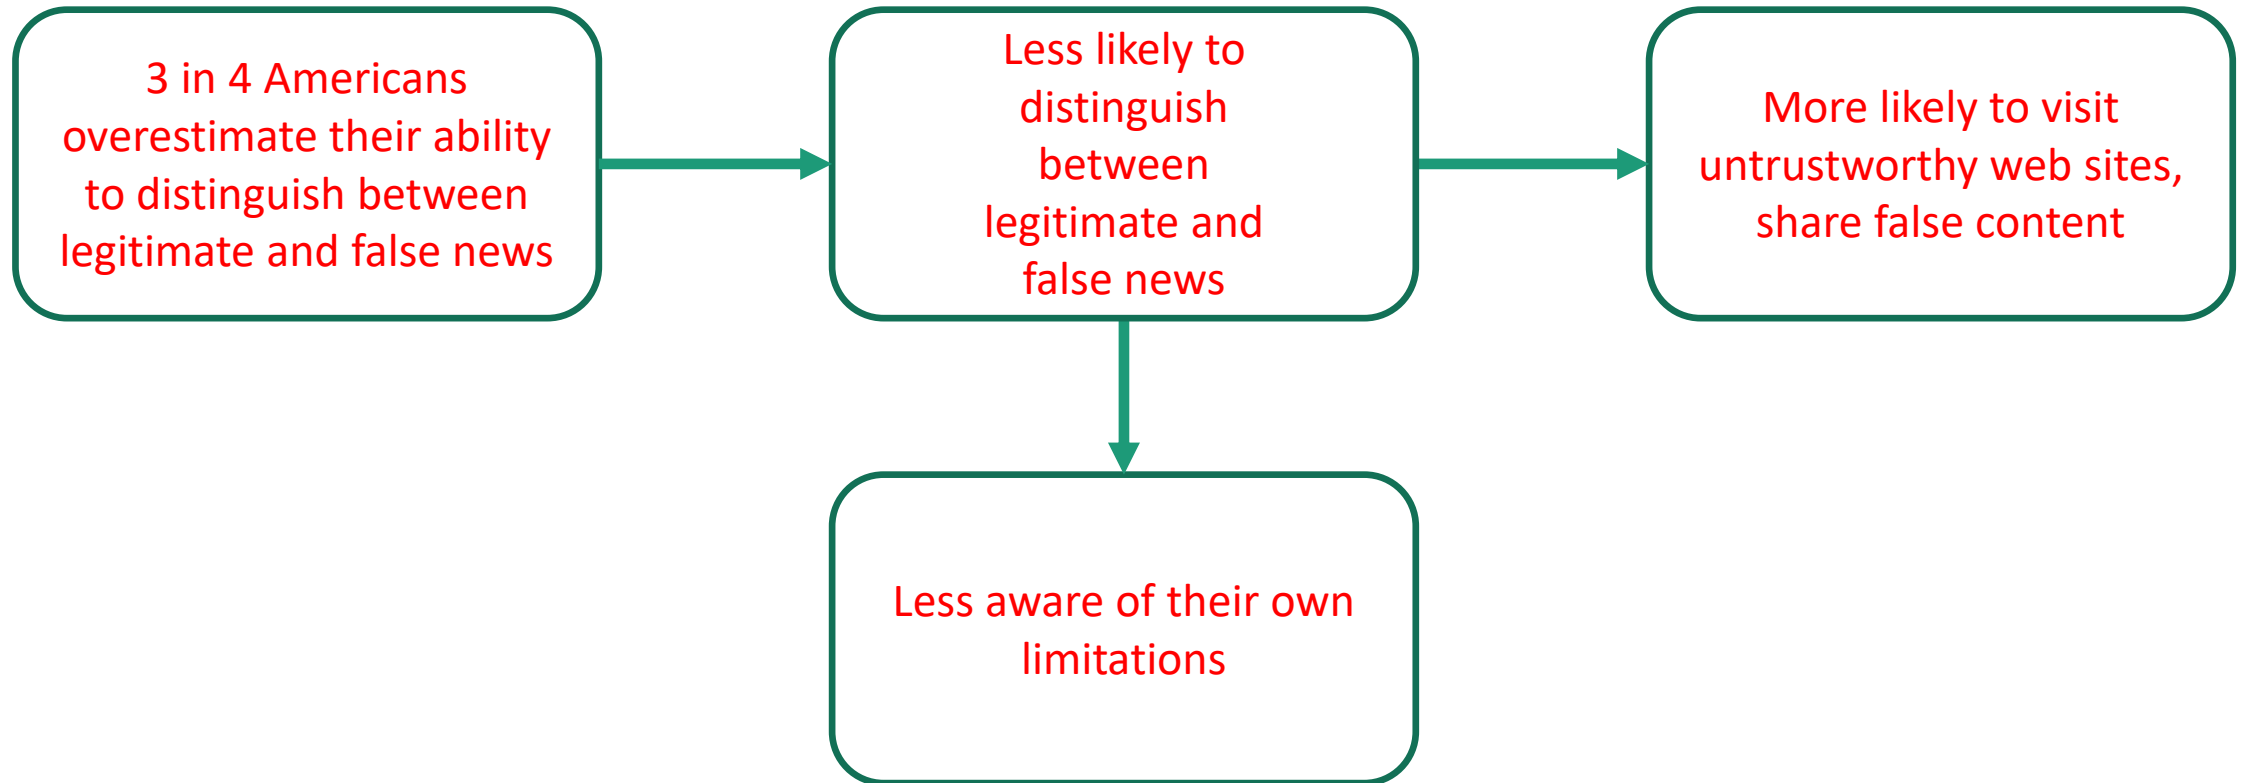 3 in 4 Americans
overestimate their ability
to distinguish between
legitimate and false news
Less likely to
distinguish
between
legitimate and
false news
More likely to visit
untrustworthy web sites,
share false content
Less aware of their own
limitations